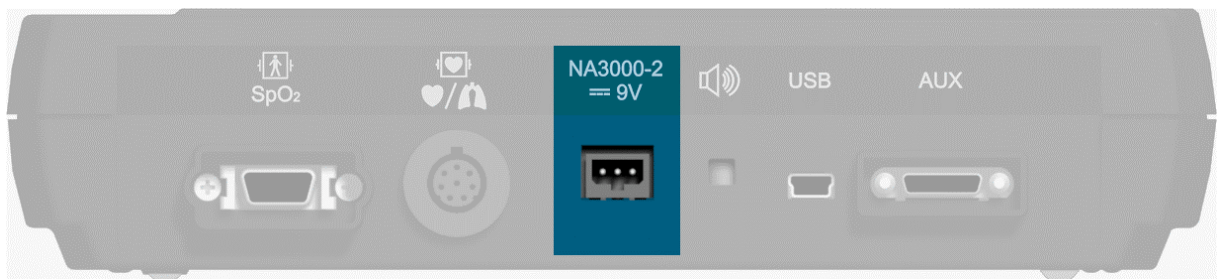 SpO₂
NA3000-2
9V
USB
AUX